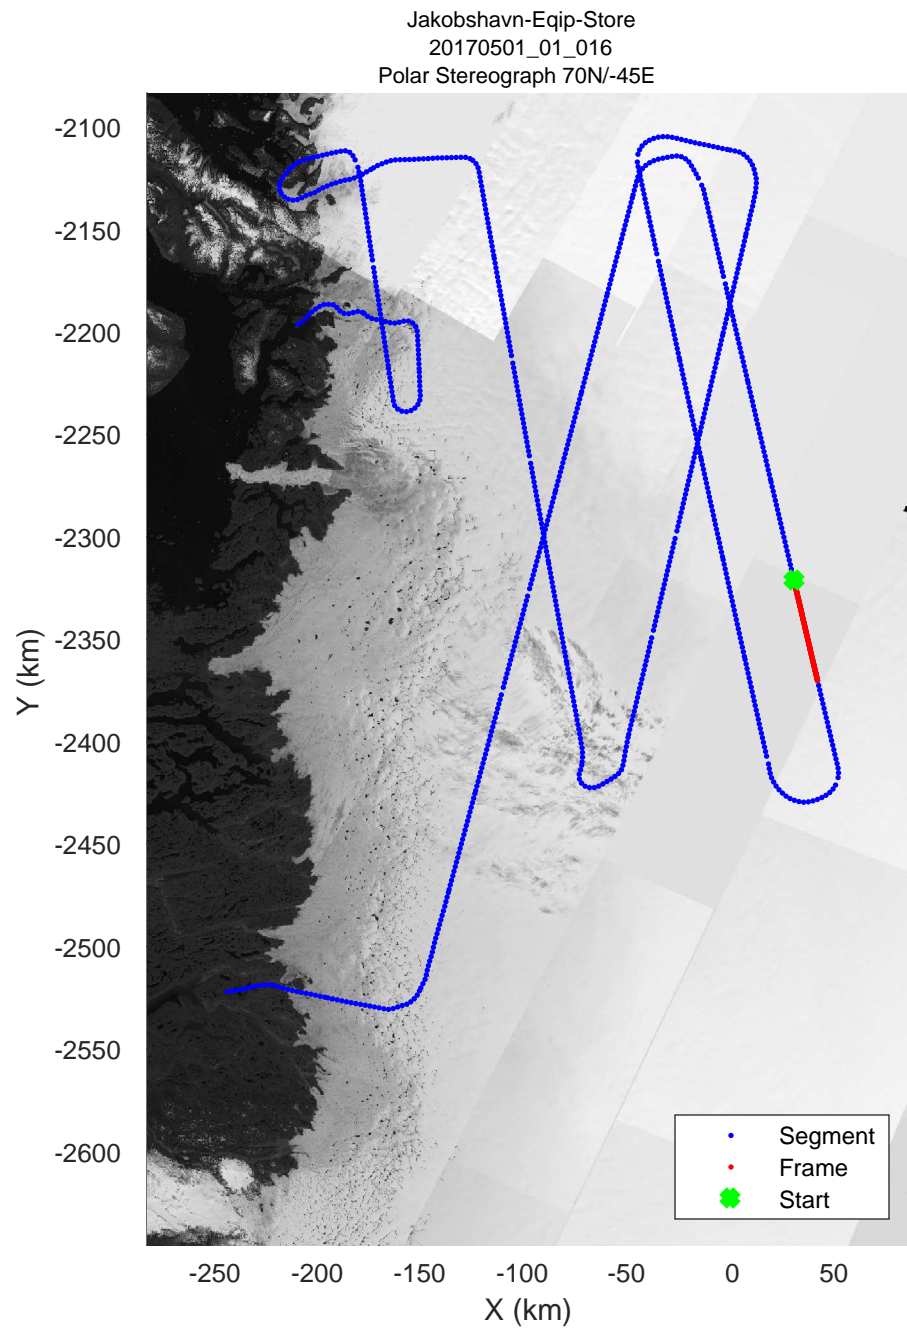 Jakobshavn-Eqip-Store
20170501_01_016
Polar Stereograph 70N/-45E
-2100
-2150
-2200
-2250
-2300
-2350
-2400
-2450
-2500
-2550
-2600
Y (km)
Segment
Frame
Start
-250 -200 -150 -100 -50 0 50
X (km)